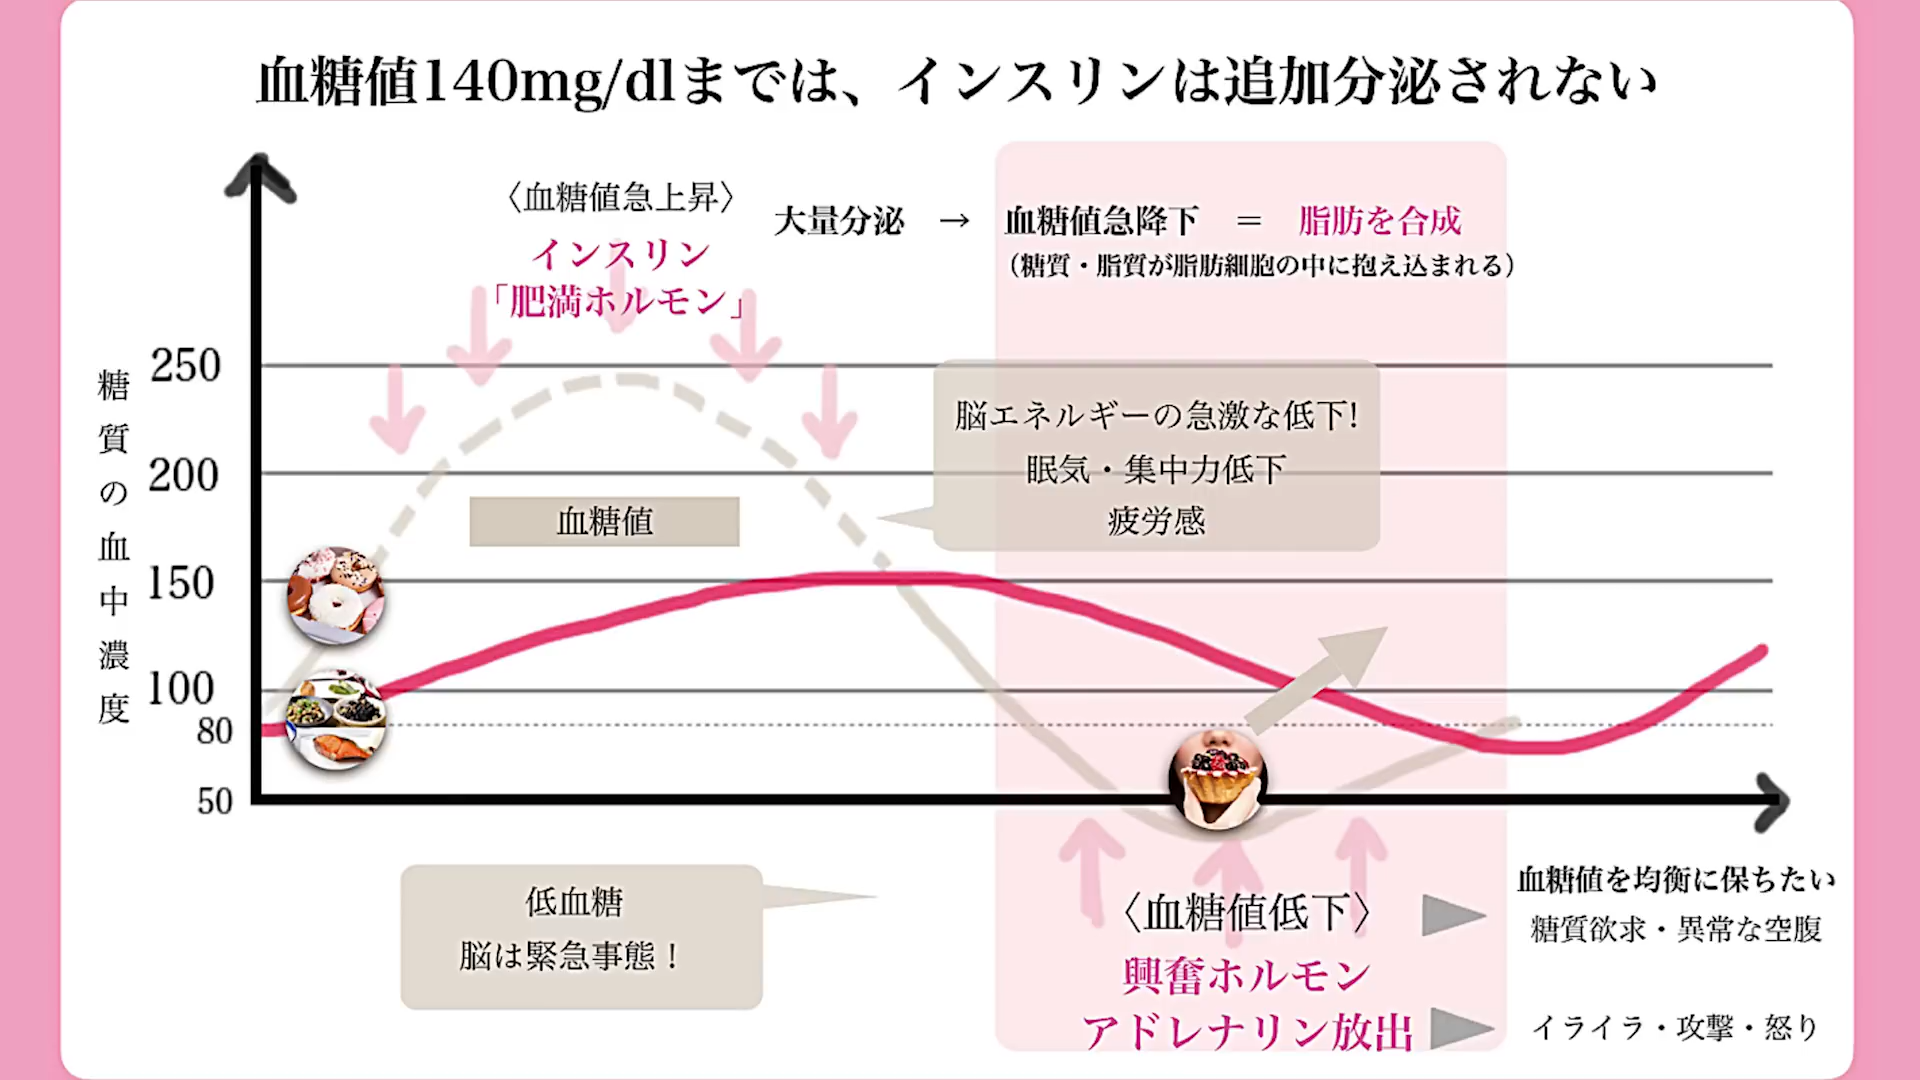 血糖値140mg/dlまでは、インスリンは追加分泌されない
〈血糖値急上昇〉
インスリン
「肥満ホルモン」
大量分泌 → 血糖値急降下 = 脂肪を合成
（糖質・脂質が脂肪細胞の中に抱え込まれる）
糖質の血中濃度
250
200
150
100
80
50
血糖値
脳エネルギーの急激な低下!
眠気・集中力低下
疲労感
低血糖
脳は緊急事態！
〈血糖値低下〉
興奮ホルモン
アドレナリン放出
血糖値を均衡に保ちたい
糖質欲求・異常な空腹
イライラ・攻撃・怒り